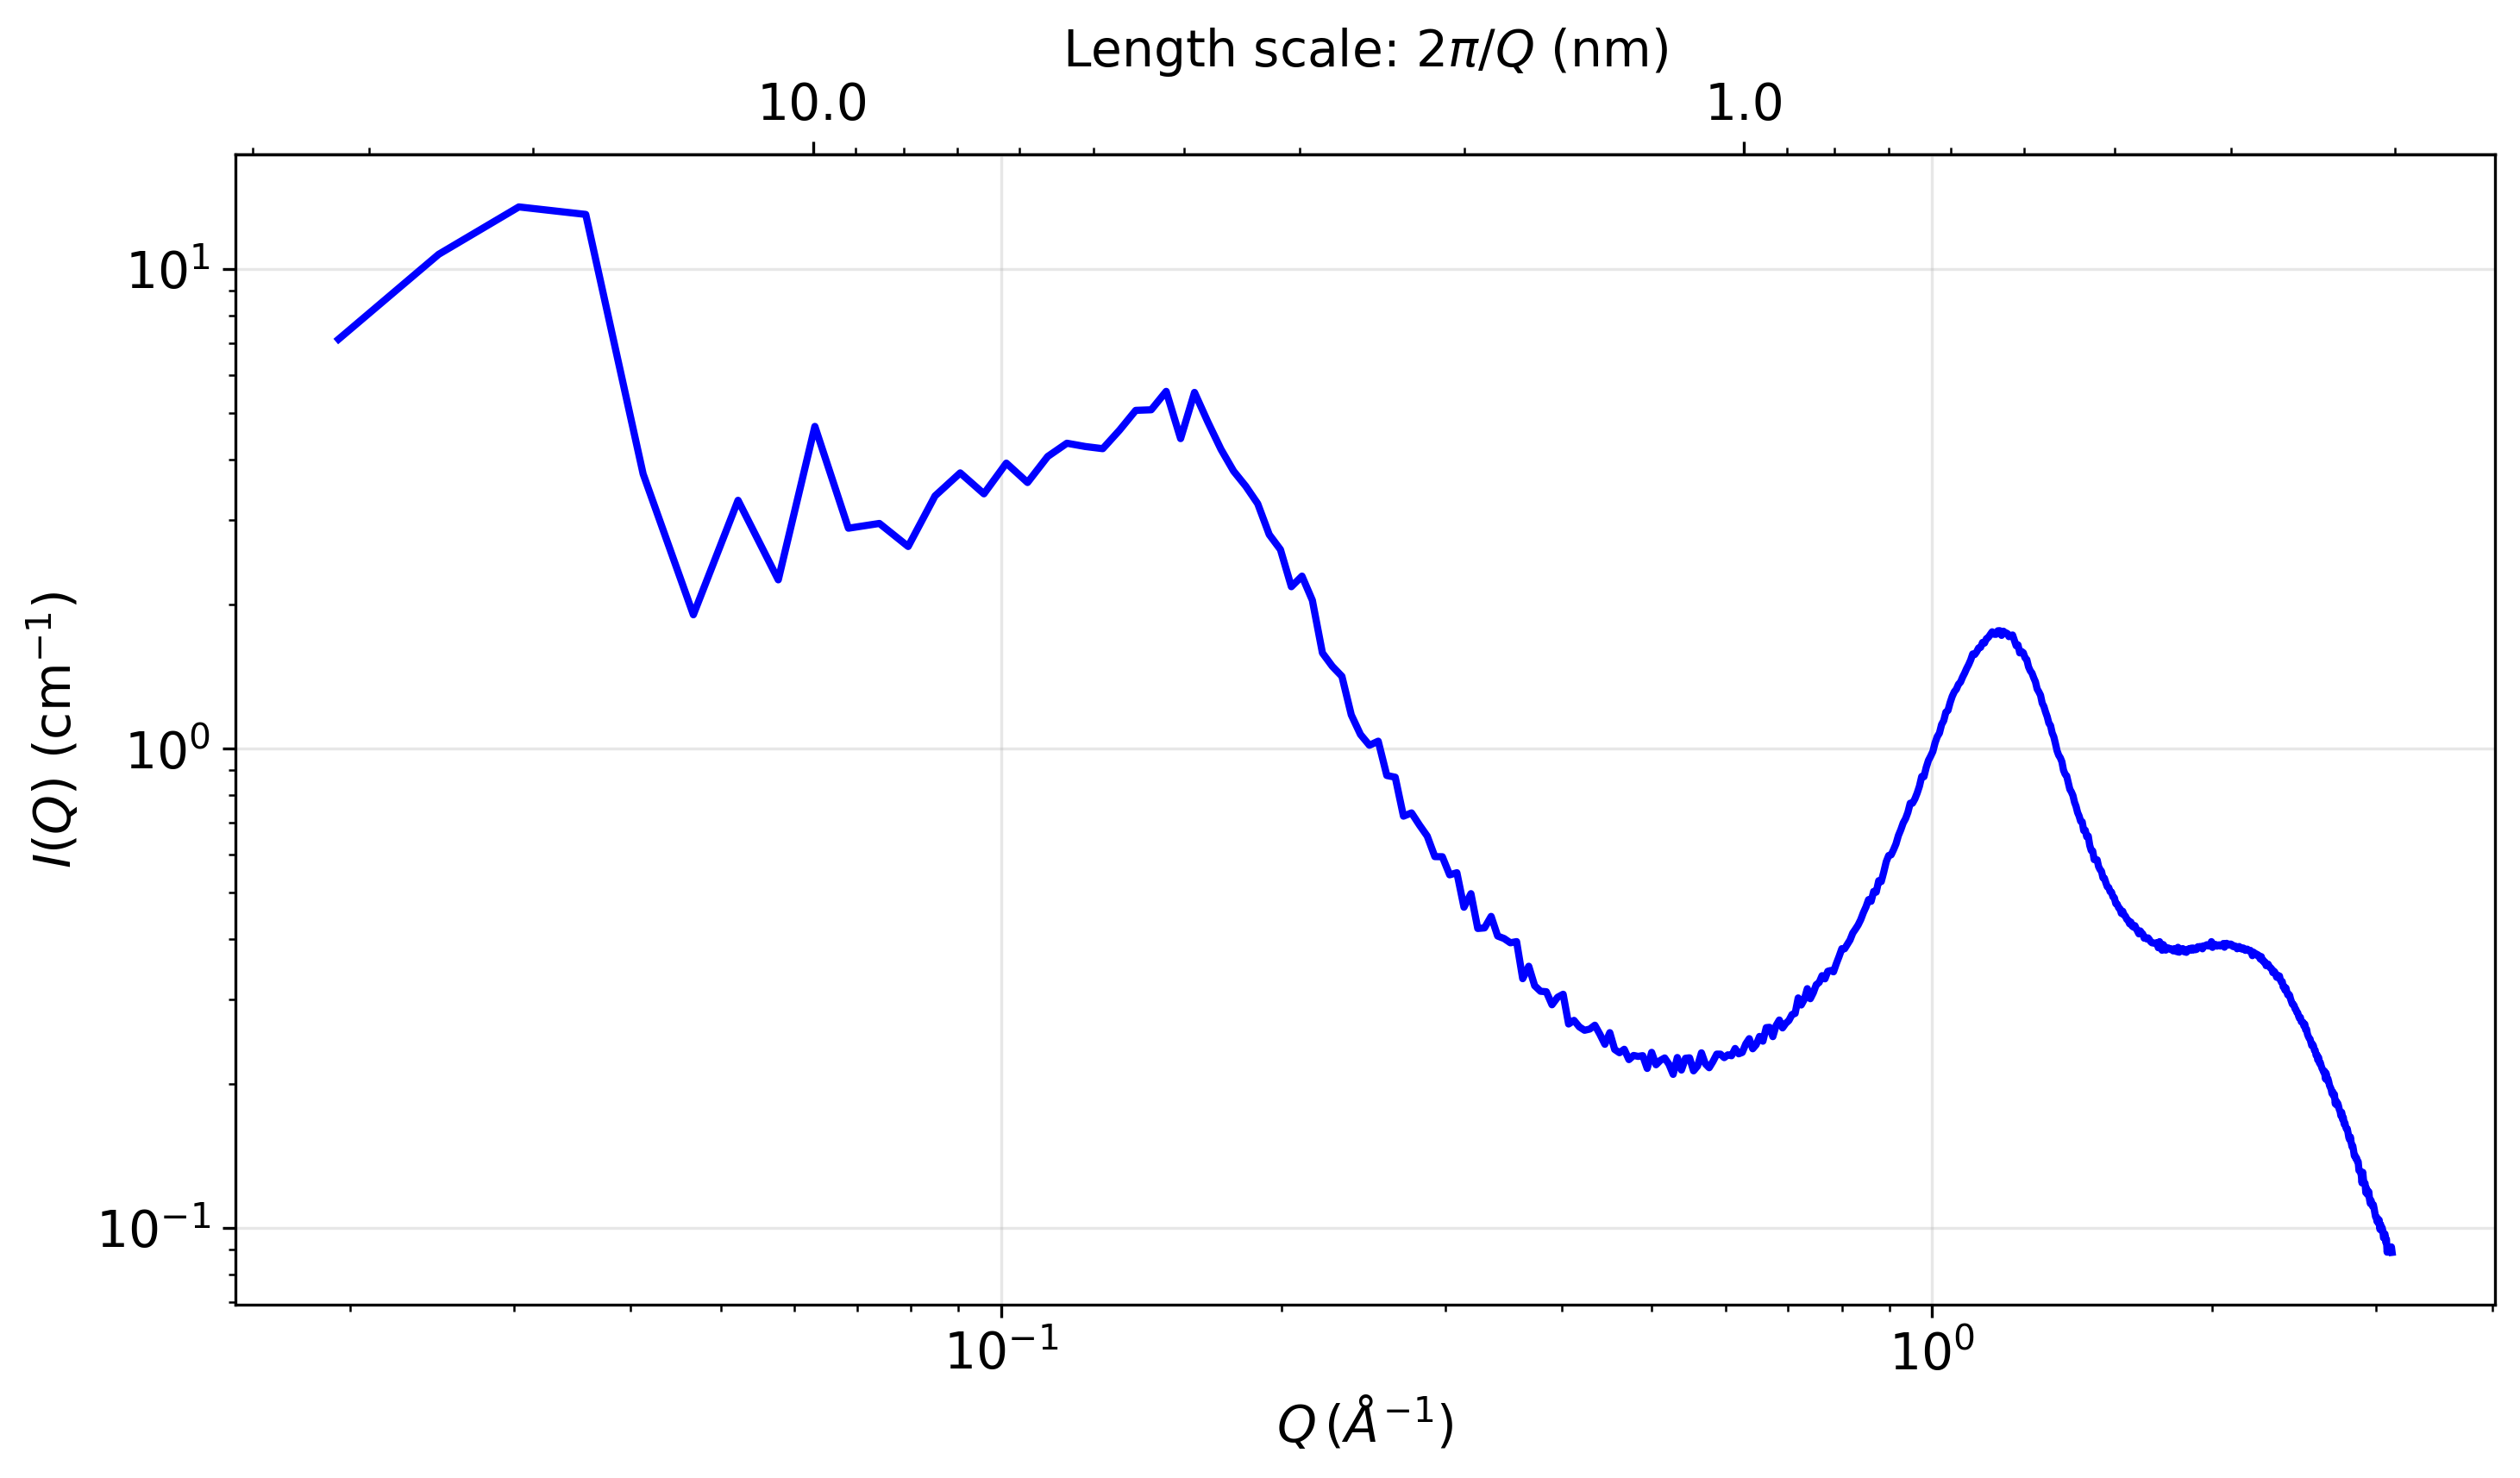 Length scale: 2π/Q (nm)
10.0 1.0
10¹
10⁰
10⁻¹
I(Q) (cm⁻¹)
10⁻¹ 10⁰
Q (Å⁻¹)